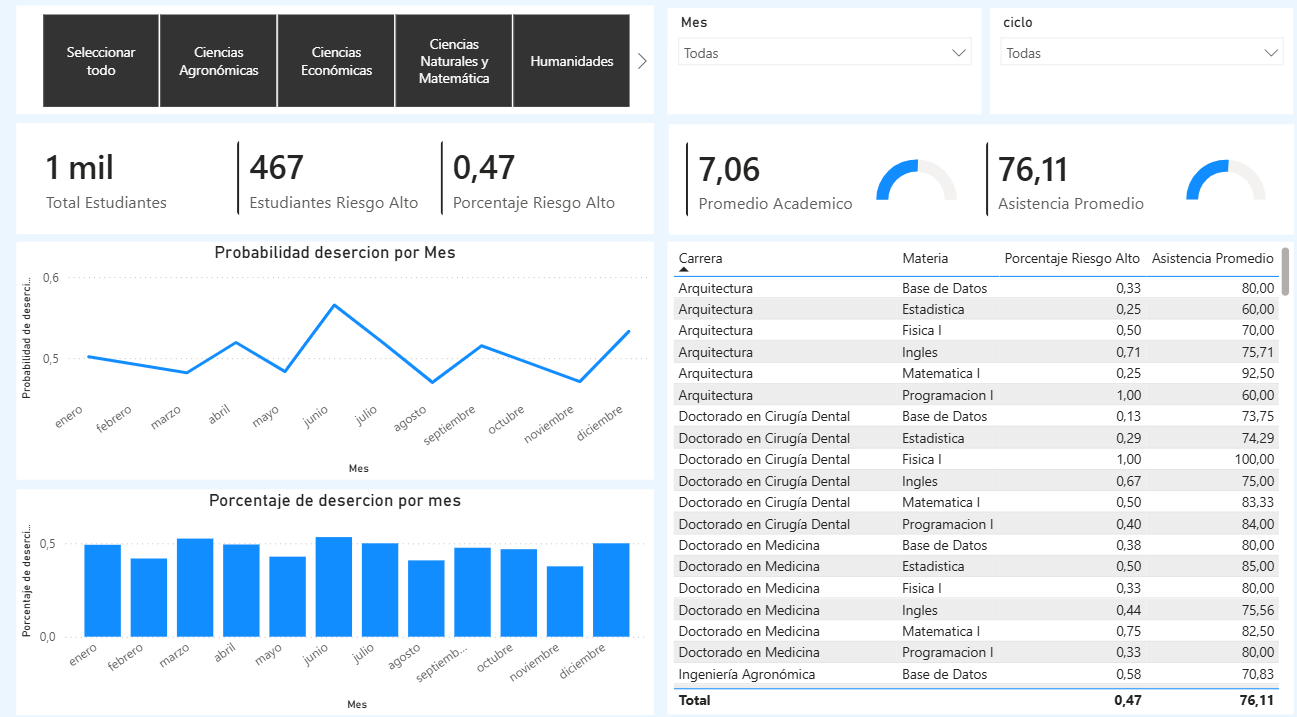 Seleccionar
todo
Ciencias
Agronómicas
Ciencias
Económicas
Ciencias
Naturales y
Matemática
Humanidades
Mes
Todas
ciclo
Todas
1 mil
Total Estudiantes
467
Estudiantes Riesgo Alto
0,47
Porcentaje Riesgo Alto
7,06
Promedio Academico
76,11
Asistencia Promedio
Probabilidad desercion por Mes
Probabilidad de deserci...
0,6
0,5
enero
febrero
marzo
abril
mayo
junio
julio
agosto
septiembre
octubre
noviembre
diciembre
Mes
Porcentaje de desercion por mes
Porcentaje de deserci...
0,5
0,0
enero
febrero
marzo
abril
mayo
junio
julio
agosto
septiemb...
octubre
noviembre
diciembre
Mes
Carrera Materia Porcentaje Riesgo Alto Asistencia Promedio
Arquitectura Base de Datos 0,33 80,00
Arquitectura Estadistica 0,25 60,00
Arquitectura Fisica I 0,50 70,00
Arquitectura Ingles 0,71 75,71
Arquitectura Matematica I 0,25 92,50
Arquitectura Programacion I 1,00 60,00
Doctorado en Cirugía Dental Base de Datos 0,13 73,75
Doctorado en Cirugía Dental Estadistica 0,29 74,29
Doctorado en Cirugía Dental Fisica I 1,00 100,00
Doctorado en Cirugía Dental Ingles 0,67 75,00
Doctorado en Cirugía Dental Matematica I 0,50 83,33
Doctorado en Cirugía Dental Programacion I 0,40 84,00
Doctorado en Medicina Base de Datos 0,38 80,00
Doctorado en Medicina Estadistica 0,50 85,00
Doctorado en Medicina Fisica I 0,33 80,00
Doctorado en Medicina Ingles 0,44 75,56
Doctorado en Medicina Matematica I 0,75 82,50
Doctorado en Medicina Programacion I 0,33 80,00
Ingeniería Agronómica Base de Datos 0,58 70,83
Total 0,47 76,11